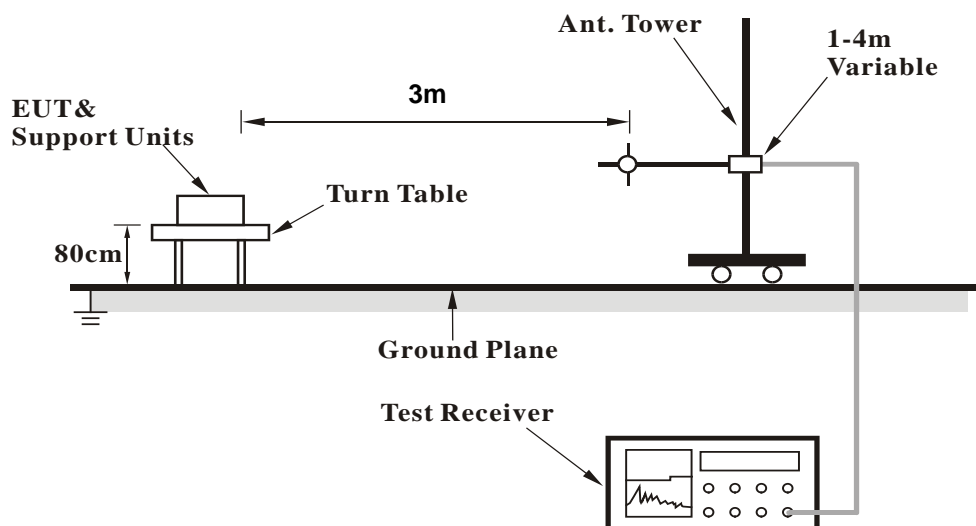 Ant. Tower
1-4m
Variable
3m
EUT&
Support Units
Turn Table
80cm
Ground Plane
Test Receiver